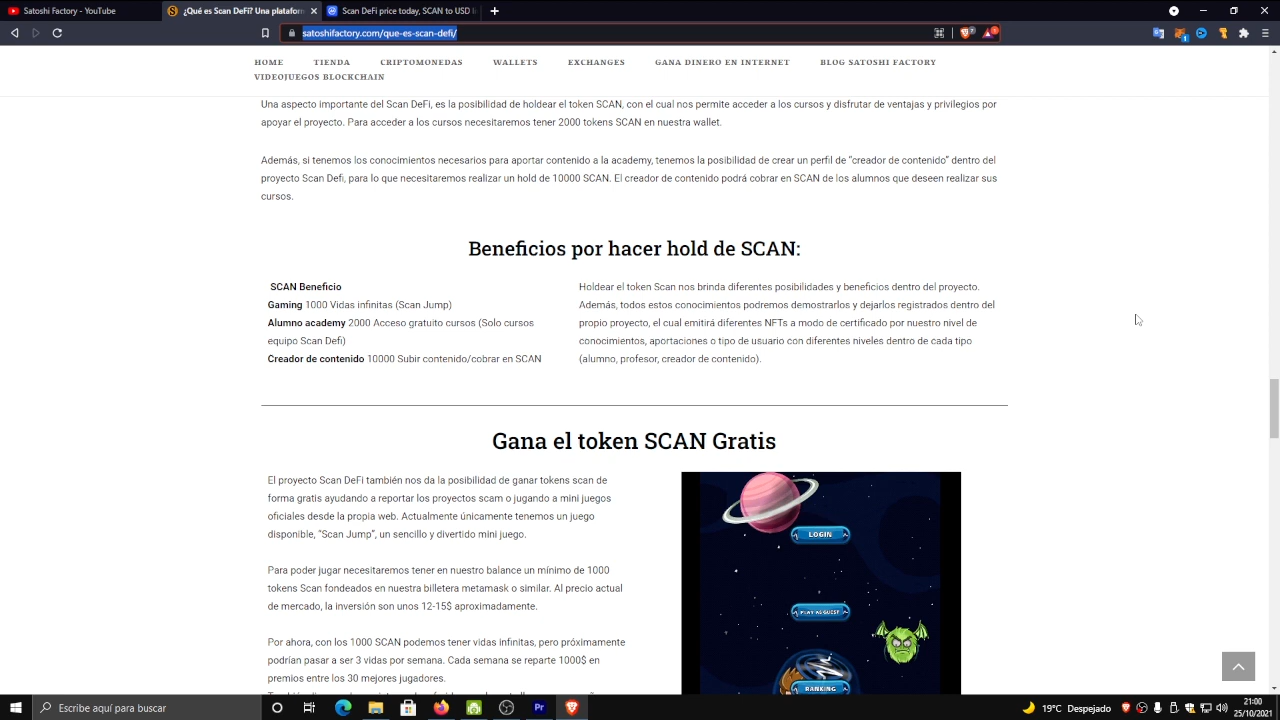 Satoshi Factory - YouTube
¿Qué es Scan DeFi? Una platafor
Scan DeFi price today, SCAN to USD l
satoshifactory.com/que-es-scan-defi/
HOME TIENDA CRIPTOMONEDAS WALLETS EXCHANGES GANA DINERO EN INTERNET BLOG SATOSHI FACTORY
VIDEOJUEGOS BLOCKCHAIN
Una aspecto importante del Scan DeFi, es la posibilidad de holdear el token SCAN, con el cual nos permite acceder a los cursos y disfrutar de ventajas y privilegios por
apoyar el proyecto. Para acceder a los cursos necesitaremos tener 2000 tokens SCAN en nuestra wallet.
Además, si tenemos los conocimientos necesarios para aportar contenido a la academy, tenemos la posibilidad de crear un perfil de “creador de contenido” dentro del
proyecto Scan Defi, para lo que necesitaremos realizar un hold de 10000 SCAN. El creador de contenido podrá cobrar en SCAN de los alumnos que deseen realizar sus
cursos.
Beneficios por hacer hold de SCAN:
SCAN Beneficio
Gaming 1000 Vidas infinitas (Scan Jump)
Alumno academy 2000 Acceso gratuito cursos (Solo cursos
equipo Scan Defi)
Creador de contenido 10000 Subir contenido/cobrar en SCAN
Holdear el token Scan nos brinda diferentes posibilidades y beneficios dentro del proyecto.
Además, todos estos conocimientos podremos demostrarlos y dejarlos registrados dentro del
propio proyecto, el cual emitirá diferentes NFTs a modo de certificado por nuestro nivel de
conocimientos, aportaciones o tipo de usuario con diferentes niveles dentro de cada tipo
(alumno, profesor, creador de contenido).
Gana el token SCAN Gratis
El proyecto Scan DeFi también nos da la posibilidad de ganar tokens scan de
forma gratis ayudando a reportar los proyectos scam o jugando a mini juegos
oficiales desde la propia web. Actualmente únicamente tenemos un juego
disponible, “Scan Jump”, un sencillo y divertido mini juego.
Para poder jugar necesitaremos tener en nuestro balance un mínimo de 1000
tokens Scan fondeados en nuestra billetera metamask o similar. Al precio actual
de mercado, la inversión son unos 12-15$ aproximadamente.
Por ahora, con los 1000 SCAN podemos tener vidas infinitas, pero próximamente
podrían pasar a ser 3 vidas por semana. Cada semana se reparte 1000$ en
premios entre los 30 mejores jugadores.
LOGIN
PLAY AS GUEST
RANKING
Escribe aquí para buscar
19°C Despejado
21:00
25/10/2021